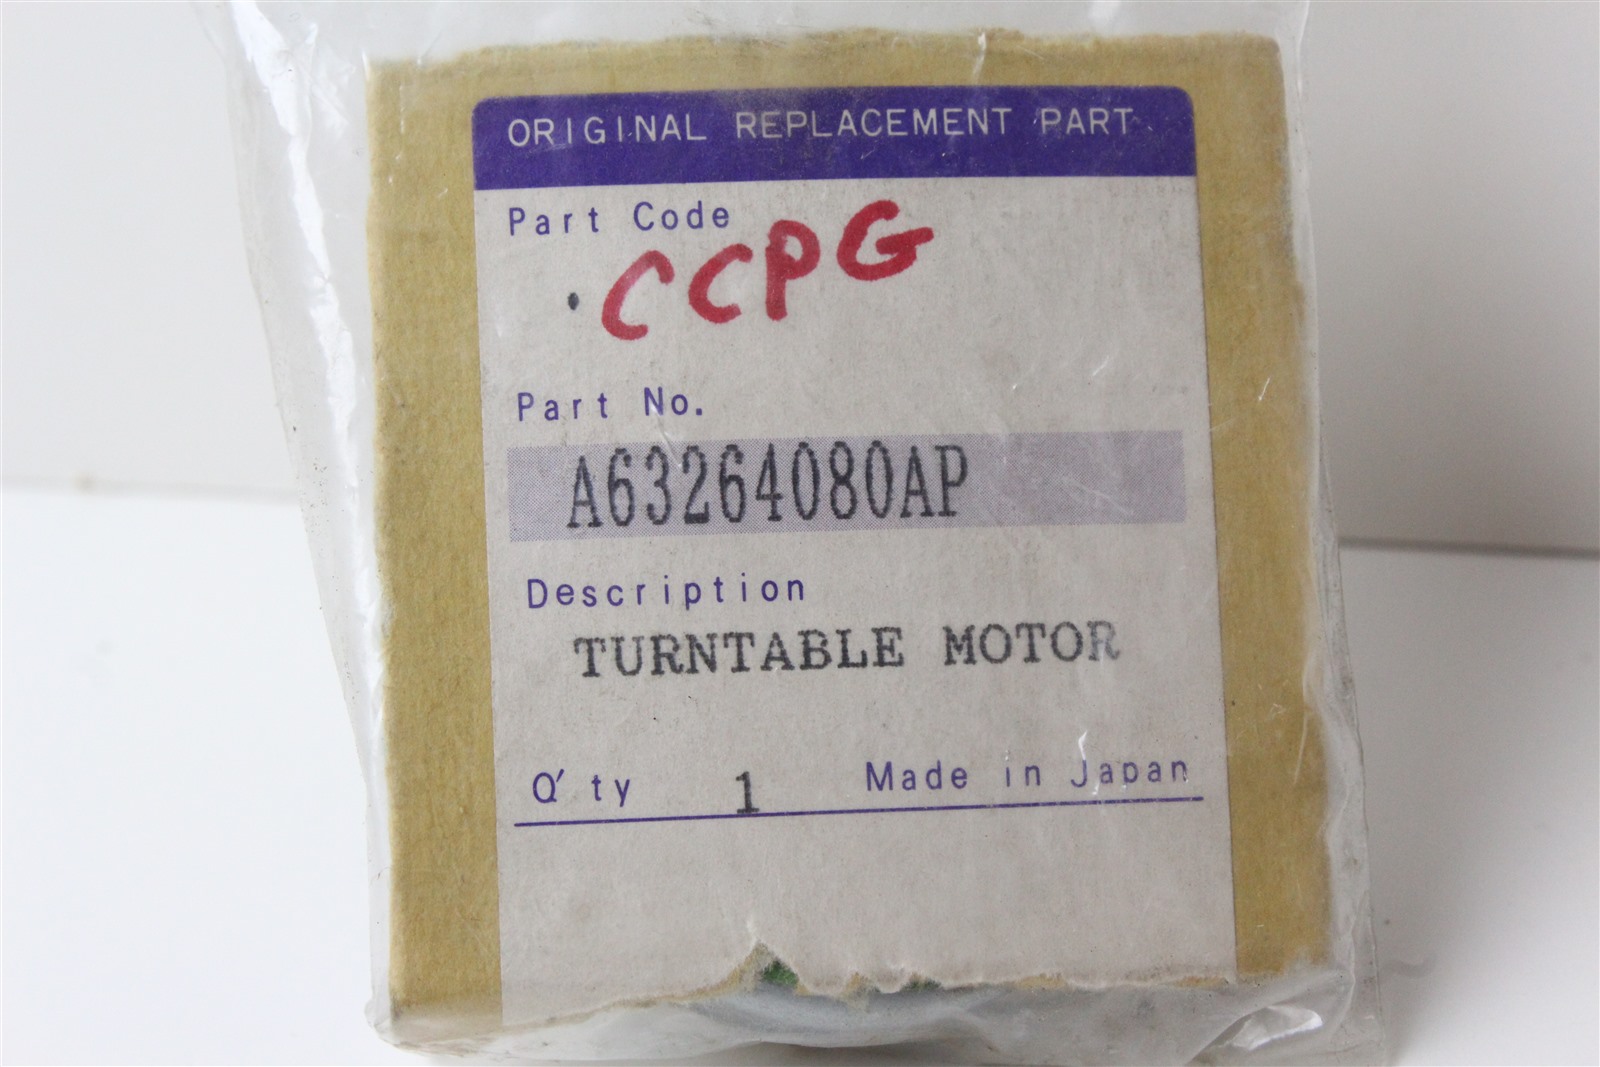 ORIGINAL REPLACEMENT PART
Part Code
CCPG
Part No.
A63264080AP
Description
TURNTABLE MOTOR
Q'ty 1 Made in Japan